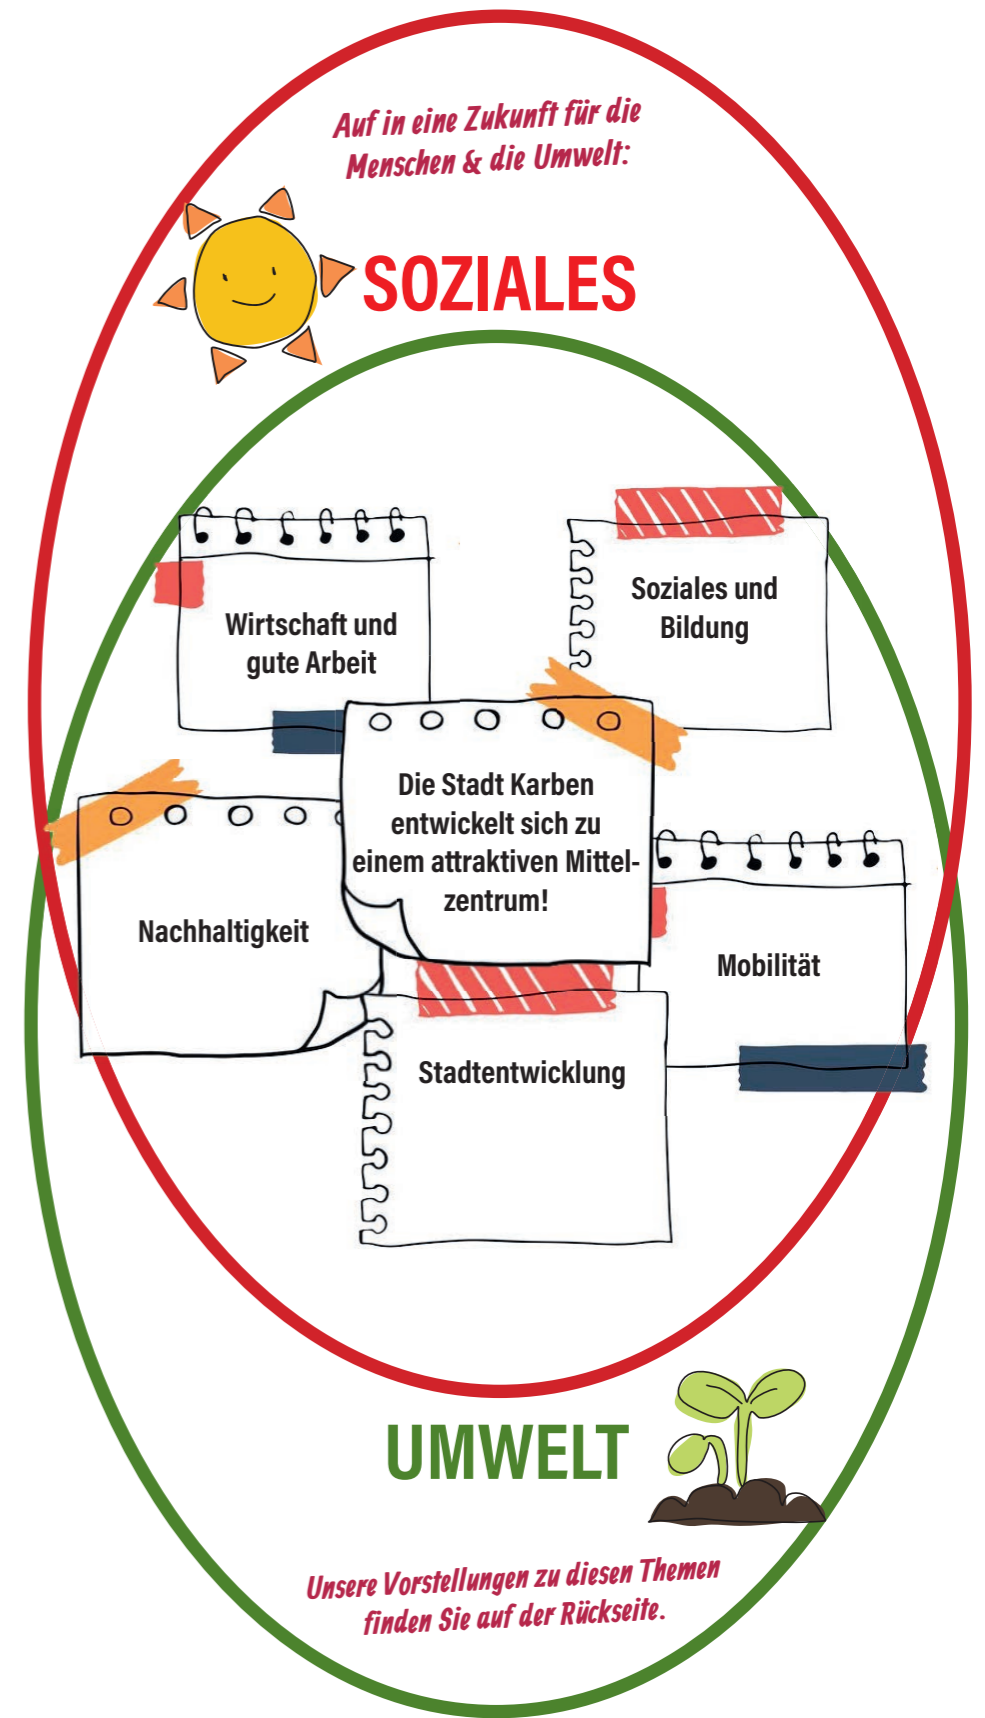 Auf in eine Zukunft für die
Menschen & die Umwelt:
SOZIALES
Wirtschaft und
gute Arbeit
Soziales und
Bildung
Die Stadt Karben
entwickelt sich zu
einem attraktiven Mittel-
zentrum!
Nachhaltigkeit
Mobilität
Stadtentwicklung
UMWELT
Unsere Vorstellungen zu diesen Themen
finden Sie auf der Rückseite.